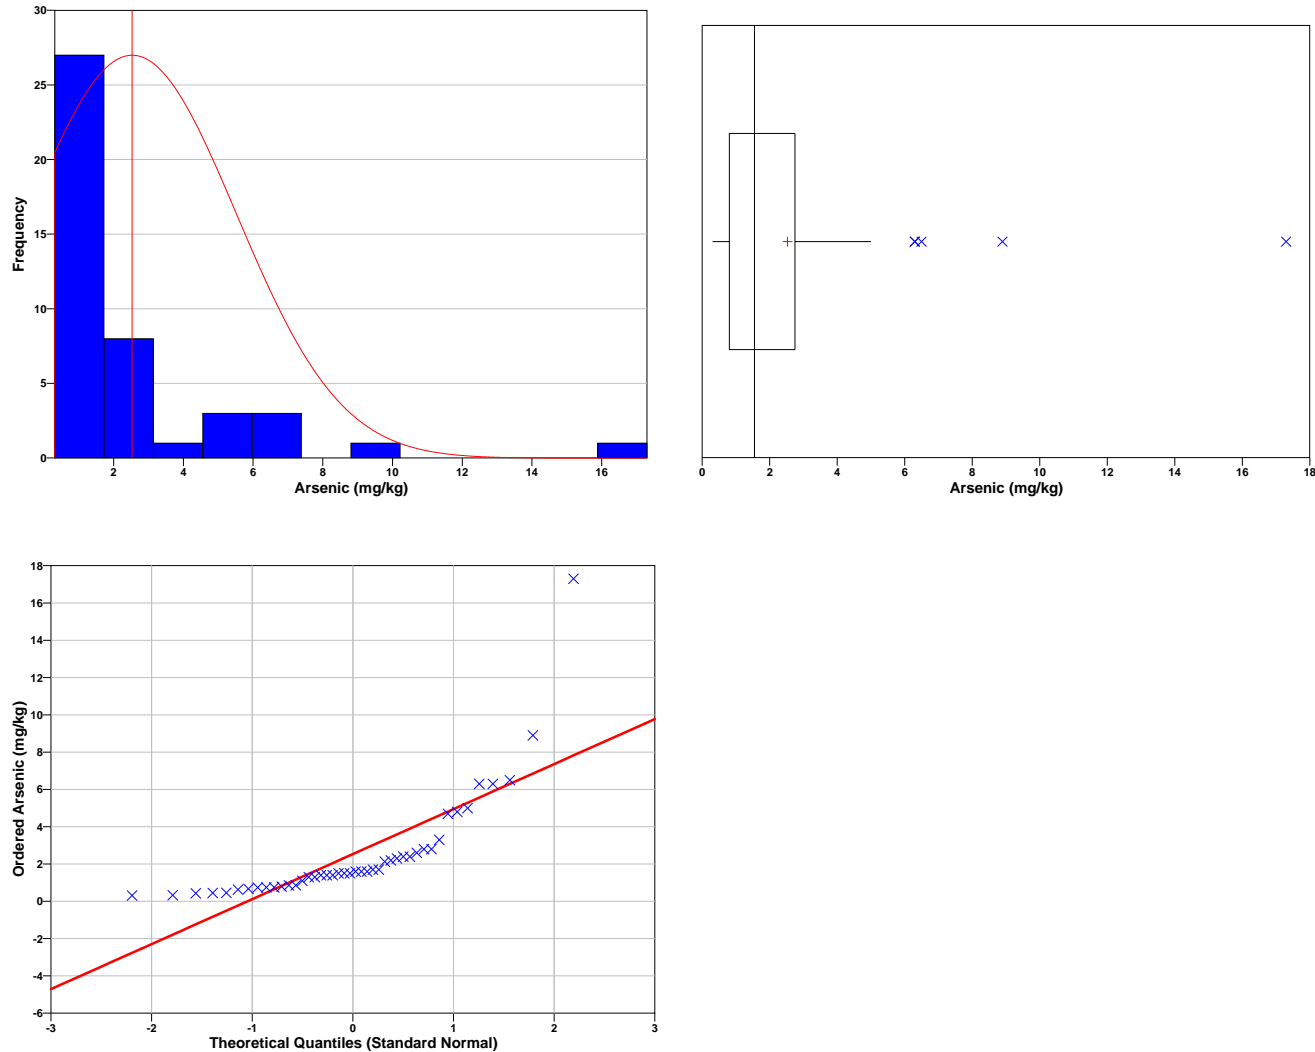 30
25
20
15
10
5
0
Frequency
2 4 6 8 10 12 14 16
Arsenic (mg/kg)
0 2 4 6 8 10 12 14 16 18
Arsenic (mg/kg)
18
16
14
12
10
8
6
4
2
0
-2
-4
-6
Ordered Arsenic (mg/kg)
-3 -2 -1 0 1 2 3
Theoretical Quantiles (Standard Normal)